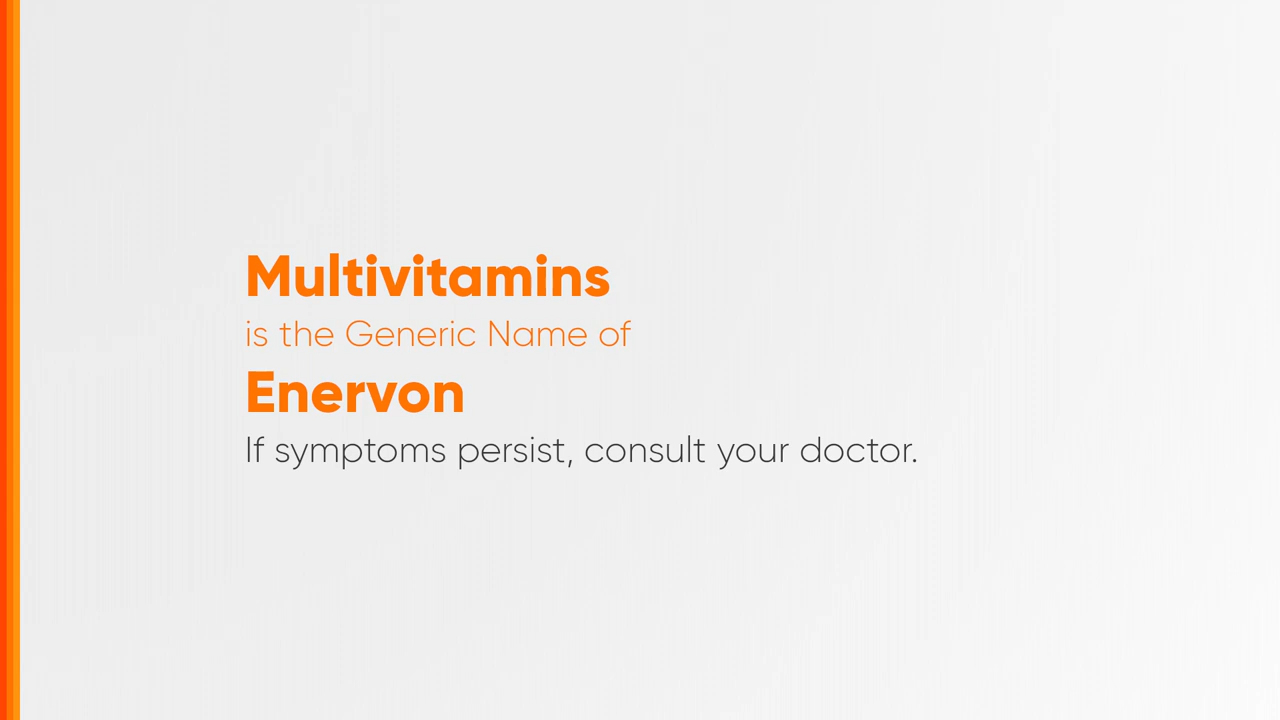 Multivitamins
is the Generic Name of
Enervon
If symptoms persist, consult your doctor.